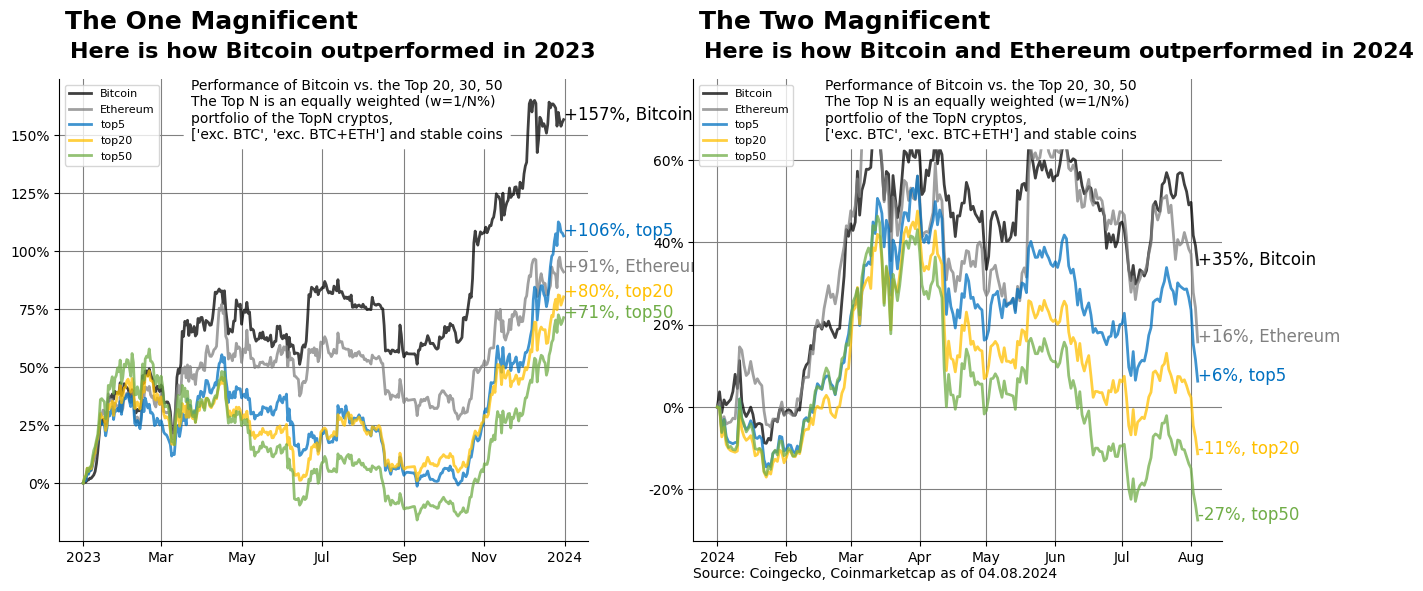 The One Magnificent
Here is how Bitcoin outperformed in 2023
Performance of Bitcoin vs. the Top 20, 30, 50
The Top N is an equally weighted (w=1/N%)
portfolio of the TopN cryptos,
['exc. BTC', 'exc. BTC+ETH'] and stable coins
Bitcoin
Ethereum
top5
top20
top50
150%
125%
100%
75%
50%
25%
0%
+157%, Bitcoin
+106%, top5
+91%, Ethereum
+80%, top20
+71%, top50
2023
Mar
May
Jul
Sep
Nov
2024
The Two Magnificent
Here is how Bitcoin and Ethereum outperformed in 2024
Performance of Bitcoin vs. the Top 20, 30, 50
The Top N is an equally weighted (w=1/N%)
portfolio of the TopN cryptos,
['exc. BTC', 'exc. BTC+ETH'] and stable coins
Bitcoin
Ethereum
top5
top20
top50
60%
40%
20%
0%
-20%
+35%, Bitcoin
+16%, Ethereum
+6%, top5
-11%, top20
-27%, top50
2024
Feb
Mar
Apr
May
Jun
Jul
Aug
Source: Coingecko, Coinmarketcap as of 04.08.2024